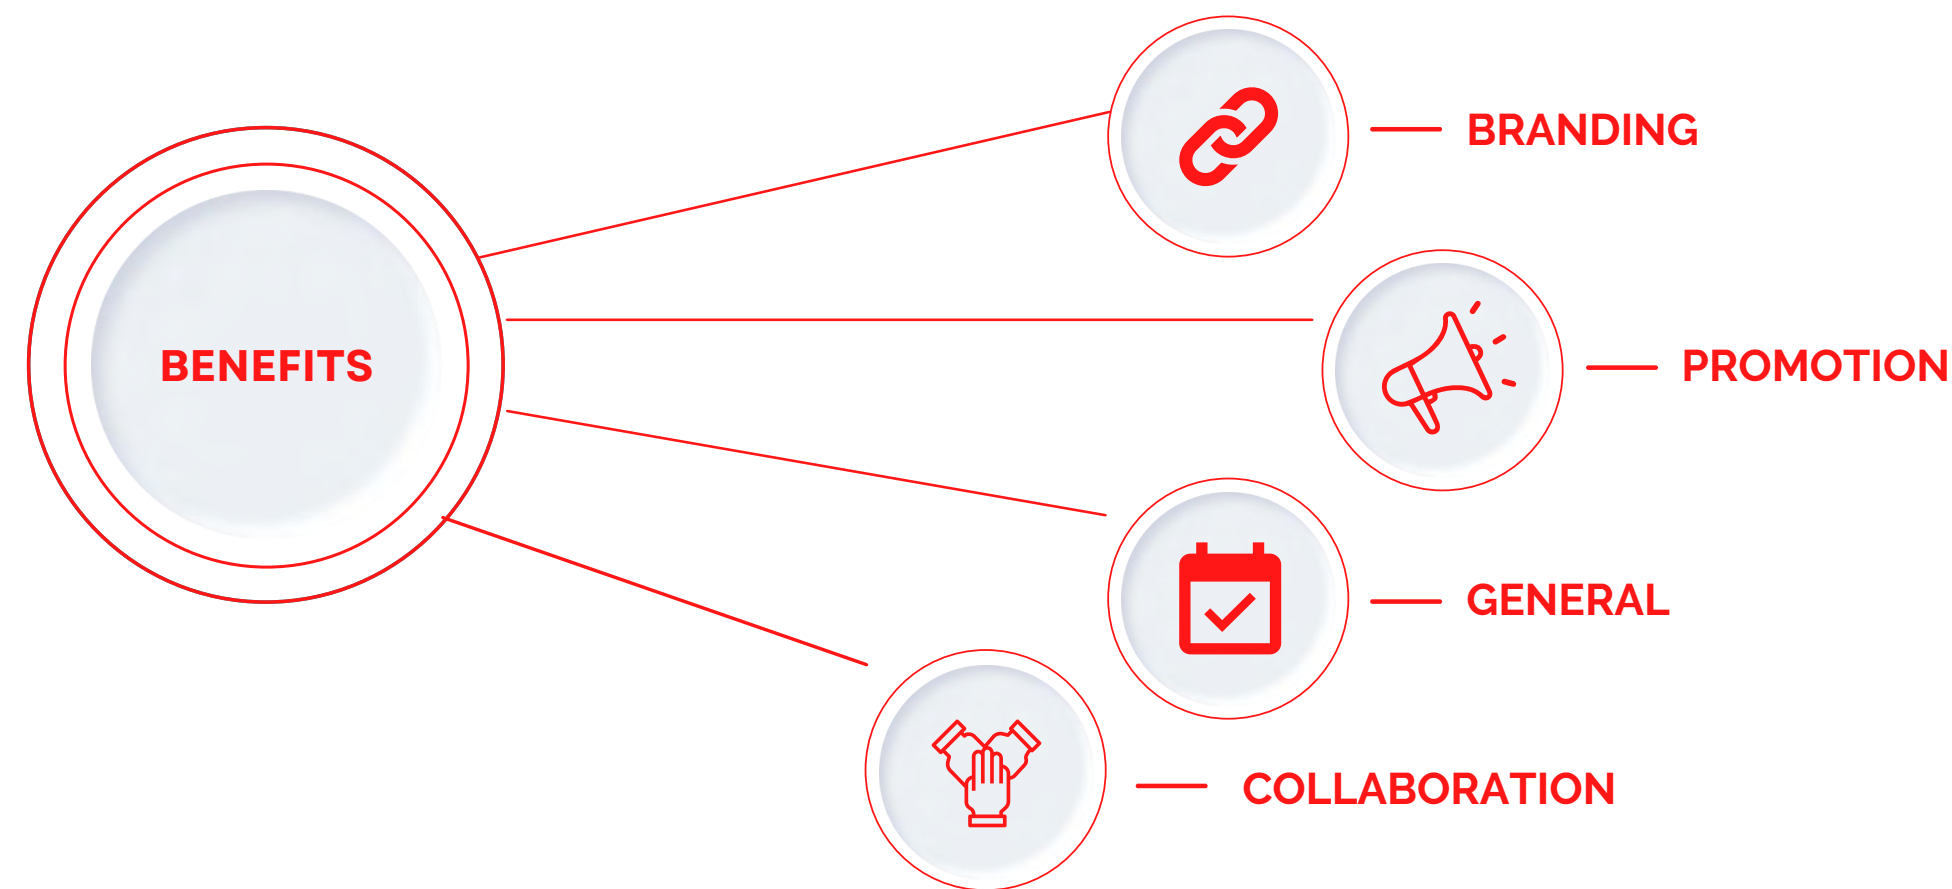 BRANDING
BENEFITS
PROMOTION
GENERAL
COLLABORATION